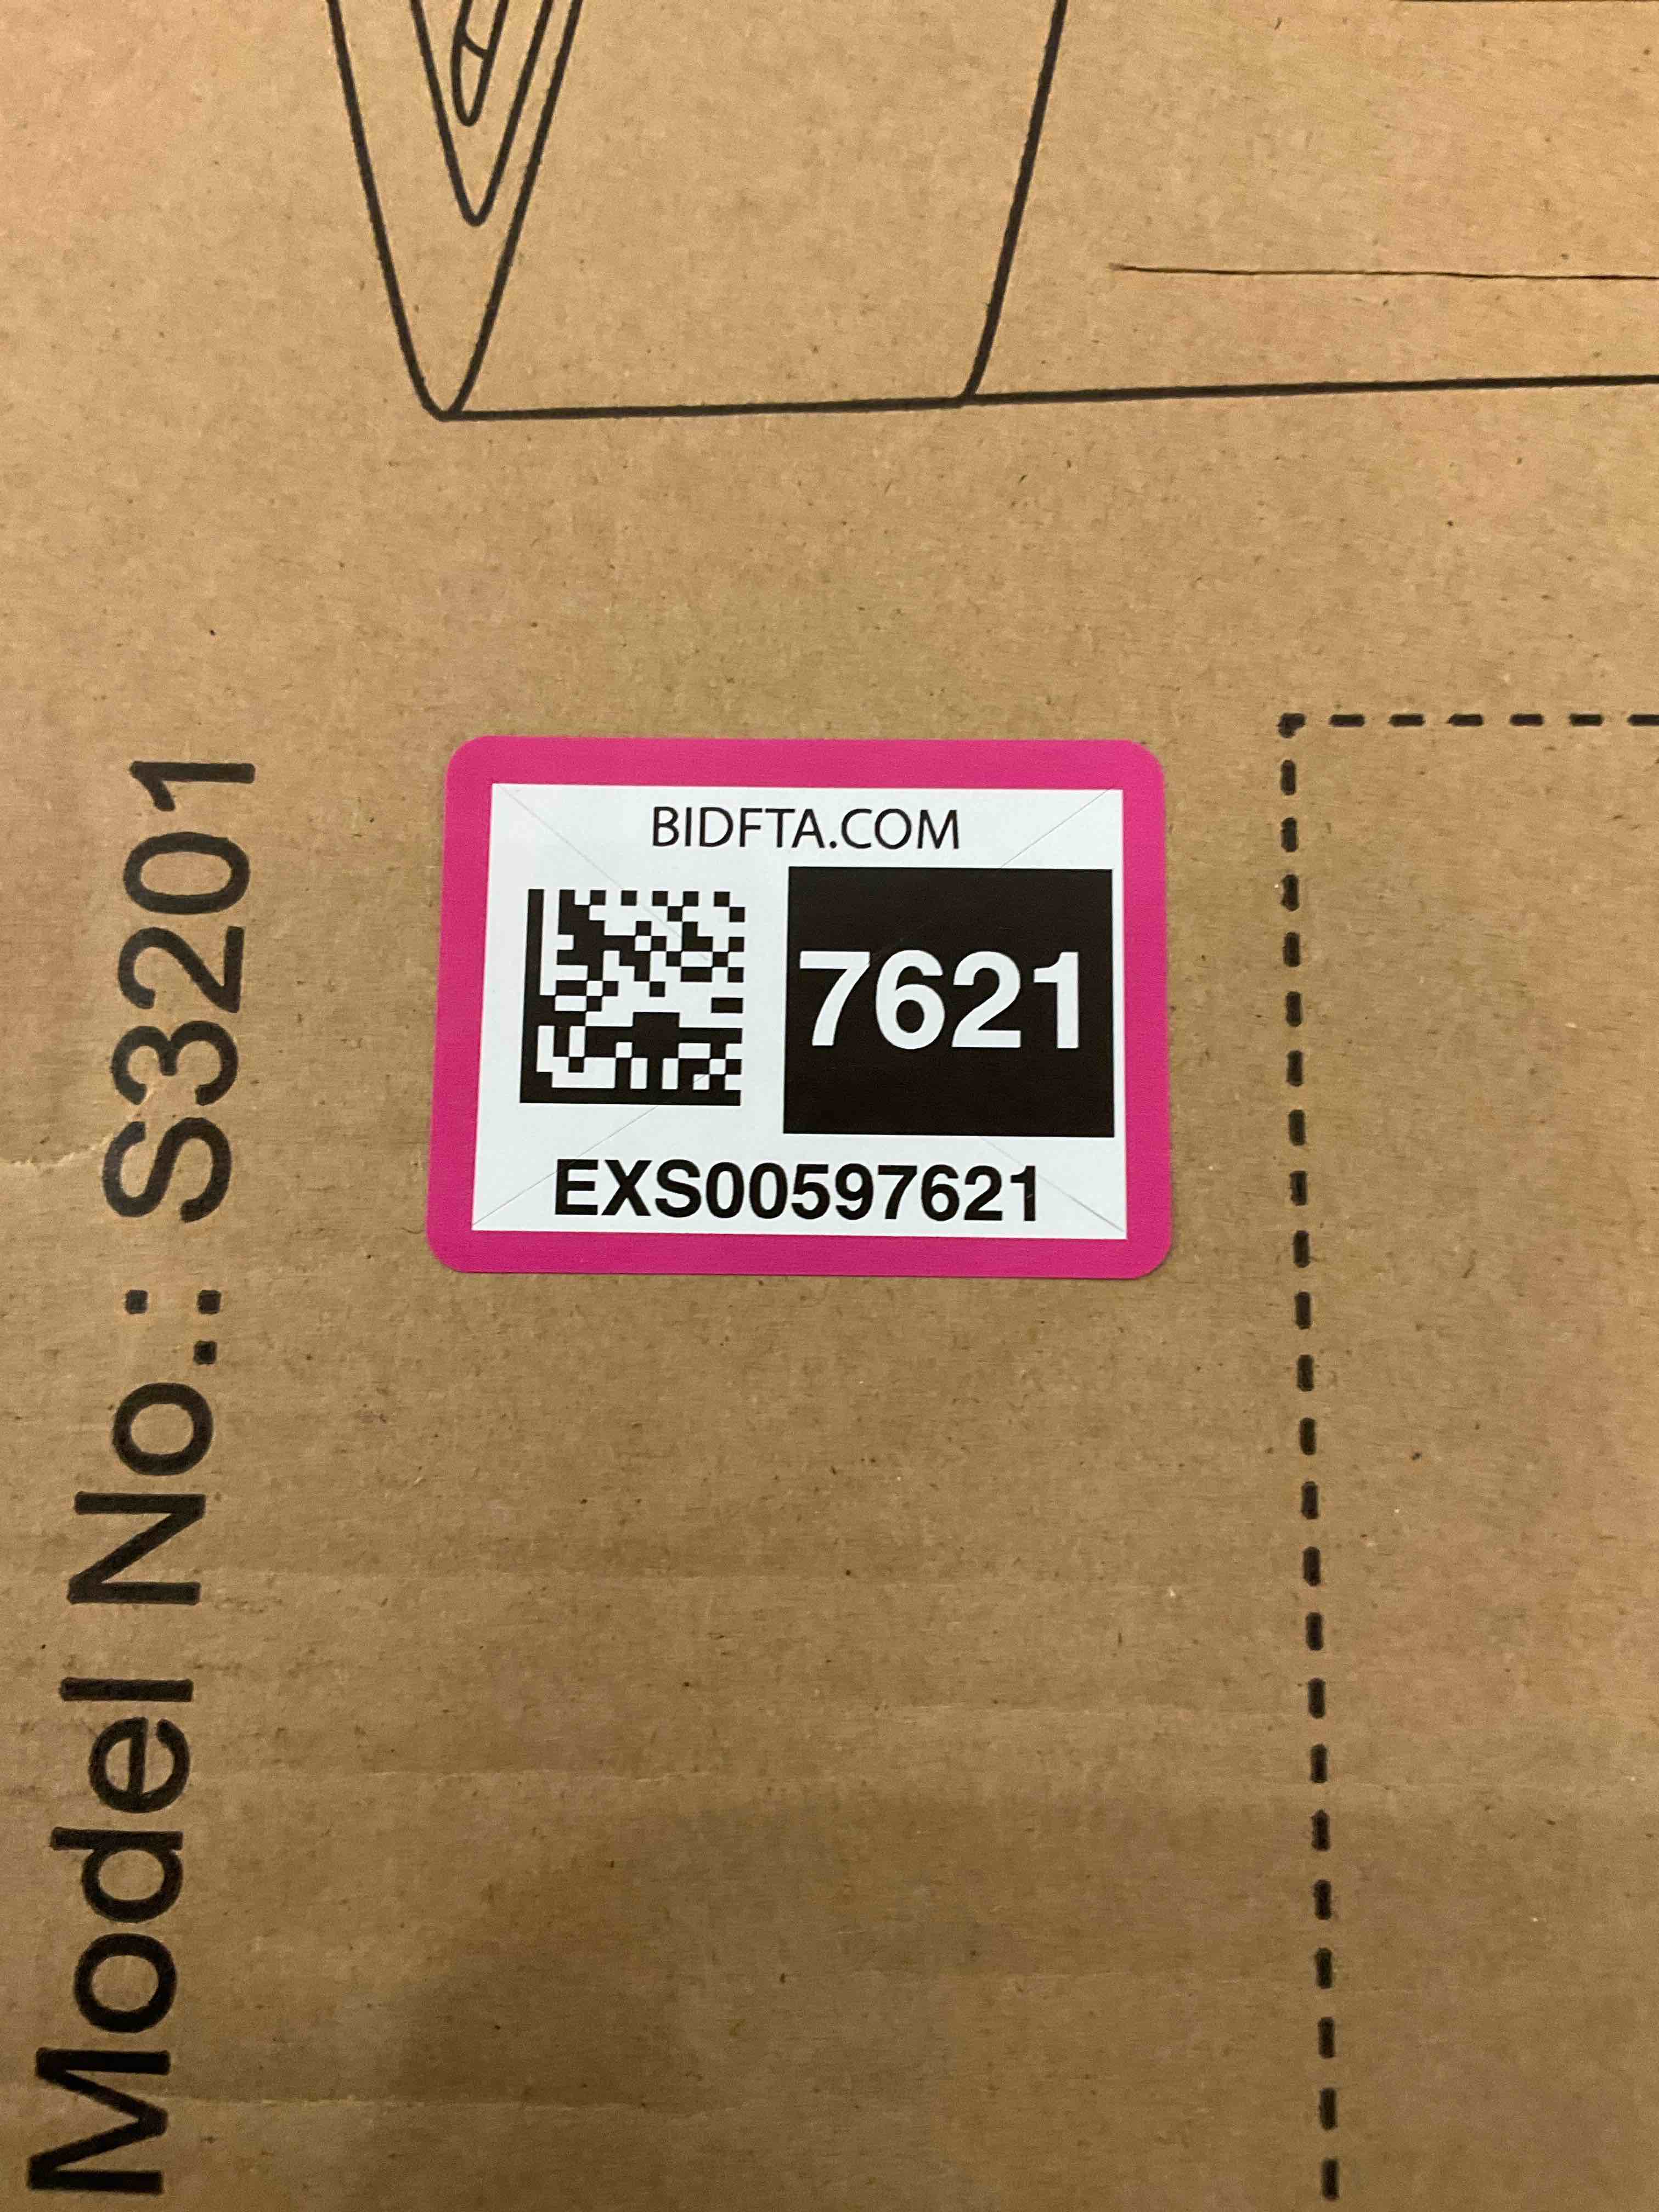 BIDFTA.COM
7621
EXS00597621
Model No.: S3201